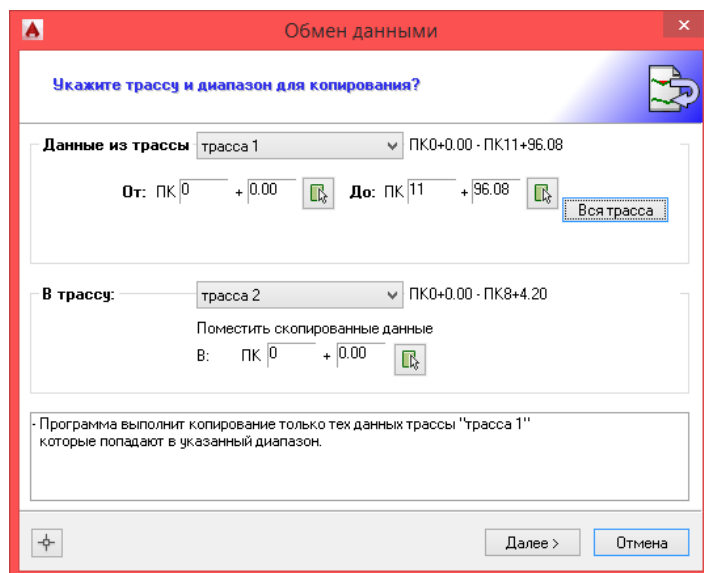 Обмен данными
Укажите трассу и диапазон для копирования?
Данные из трассы трасса 1 ПК0+0.00 - ПК11+96.08
От: ПК 0 + 0.00 До: ПК 11 + 96.08
Вся трасса
В трассу: трасса 2 ПК0+0.00 - ПК8+4.20
Поместить скопированные данные
В: ПК 0 + 0.00
- Программа выполнит копирование только тех данных трассы "трасса 1"
которые попадают в указанный диапазон.
Далее > Отмена